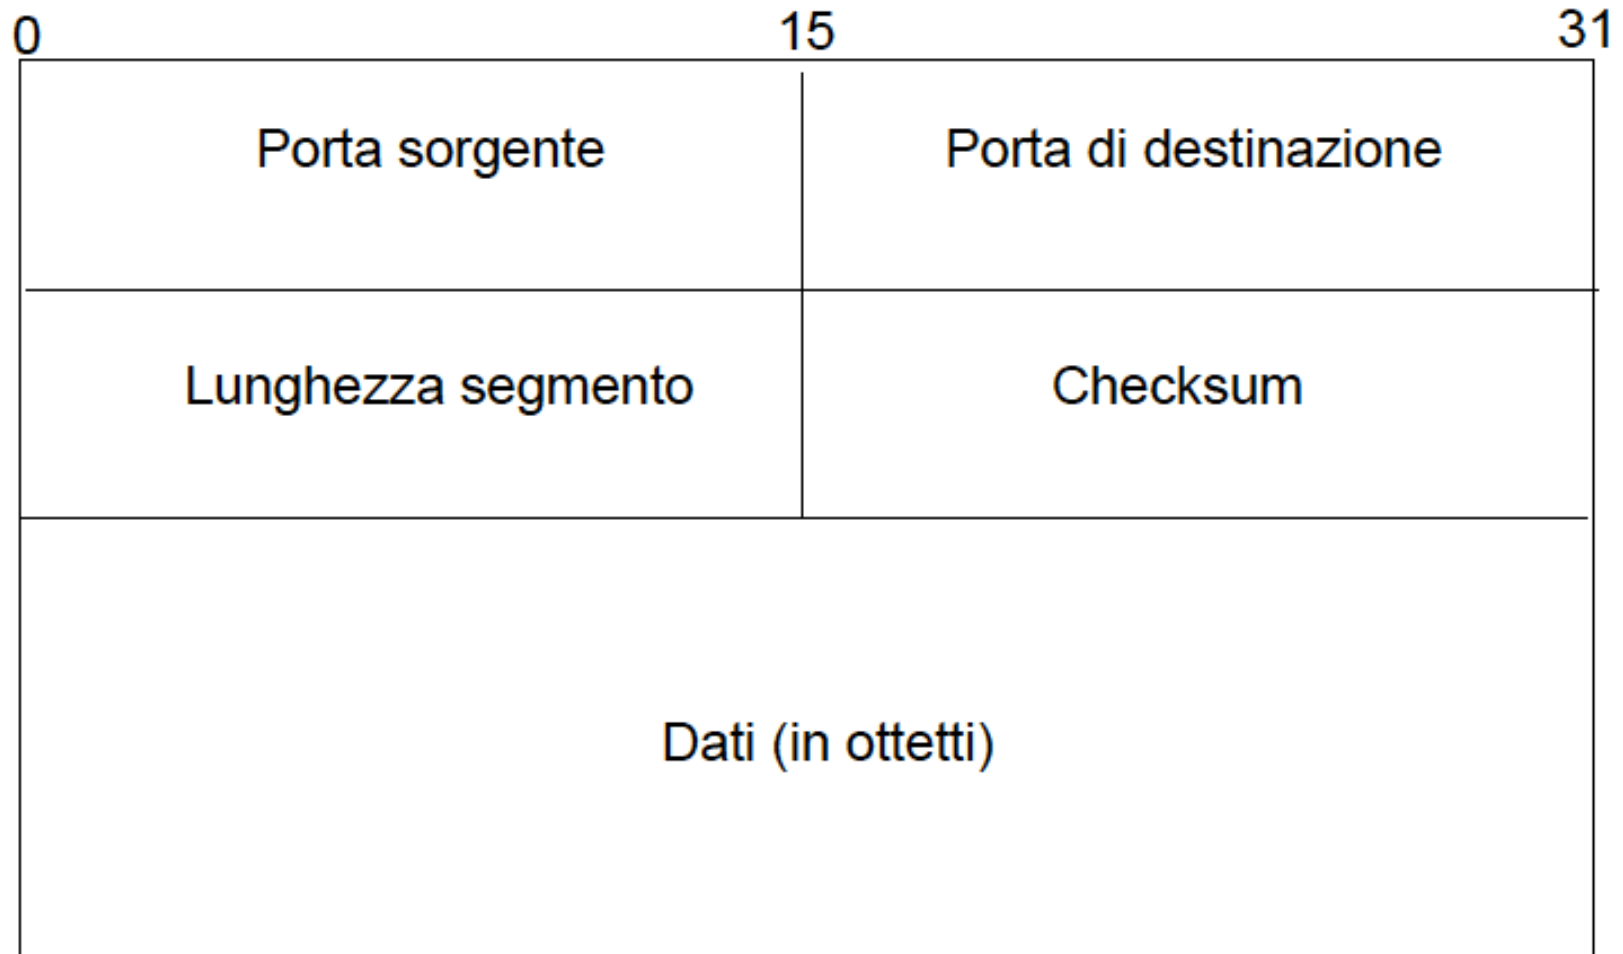 0 15 31
Porta sorgente Porta di destinazione
Lunghezza segmento Checksum
Dati (in ottetti)